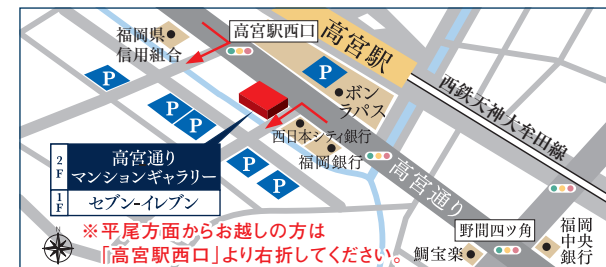 福岡県
信用組合
高宮駅西口
高宮駅
P
P
ボン
ラパス
西鉄天神大牟田線
P
P
西日本シティ銀行
福岡銀行
P
P
高宮通り
2F
高宮通り
マンションギャラリー
1F
セブン-イレブン
N
※平尾方面からお越しの方は
「高宮駅西口」より右折してください。
野間四ツ角
鯛宝楽
福岡
中央
銀行